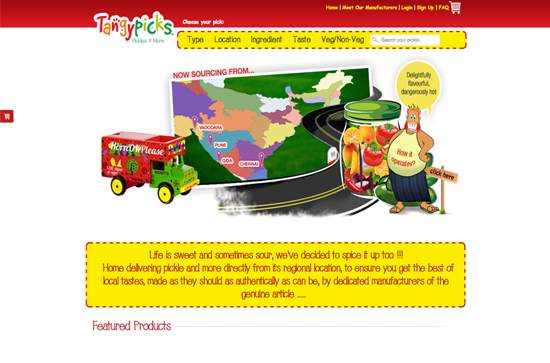 Home | Meet Our Manufacturers | Login | Sign Up | FAQ
Tangypicks
Pickles & More
Choose your pick!
Type Location Ingredient Taste Veg/Non-Veg Search your pickle..
NOW SOURCING FROM...
Delightfully
flavourful,
dangerously hot
VADODARA
PUNE
GOA
CHENNAI
HornOKPlease
How it
operates?
click here
Life is sweet and sometimes sour, we've decided to spice it up too !!!
Home delivering pickle and more directly from its regional location, to ensure you get the best of
local tastes, made as they should as authentically as can be, by dedicated manufacturers of the
genuine article .....
Featured Products